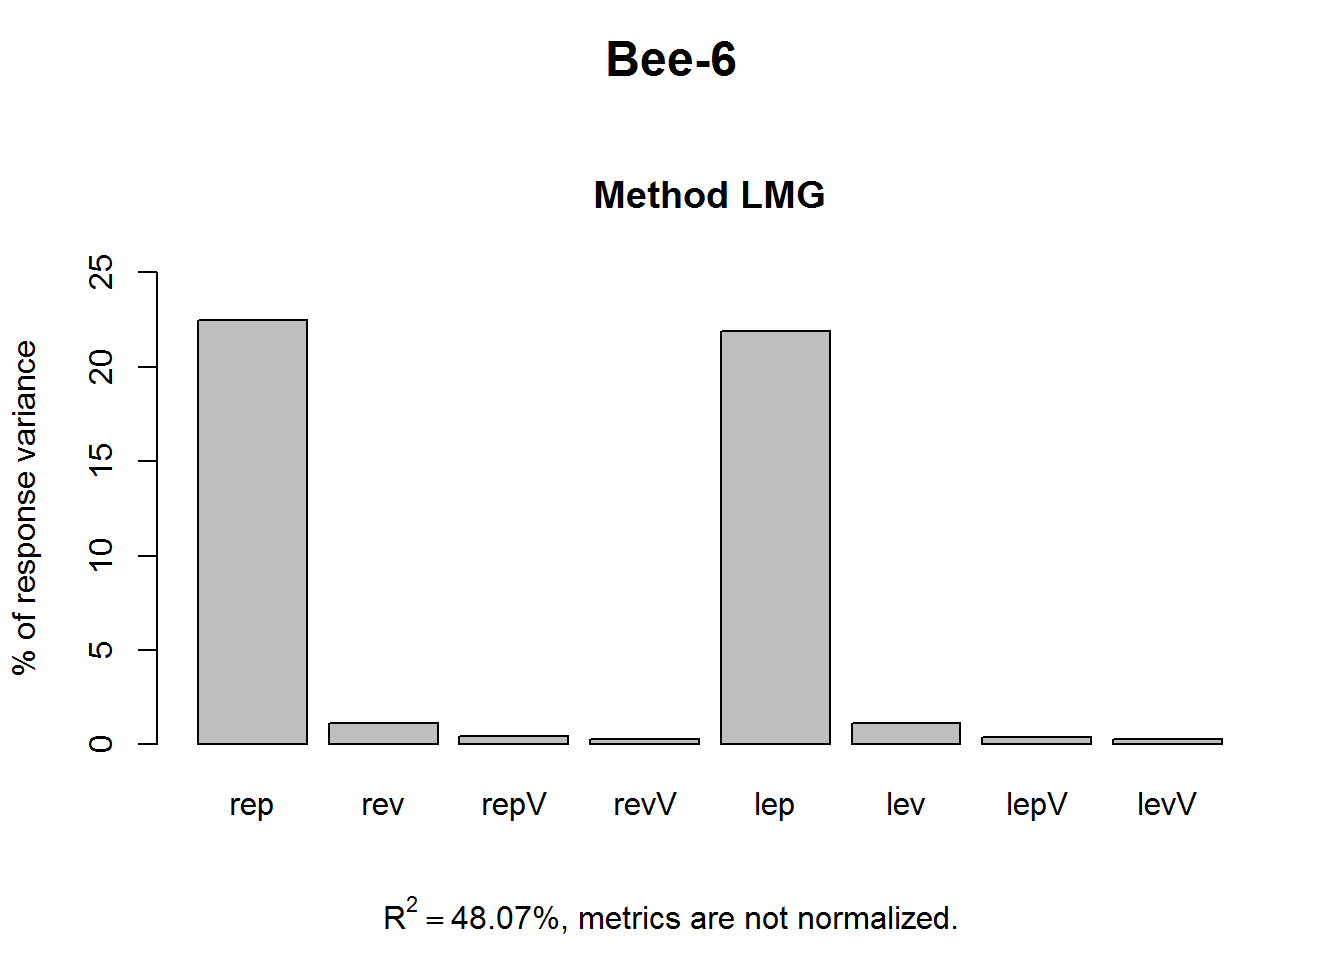 Bee-6
Method LMG
% of response variance
25
20
15
10
5
0
rep rev repV revV lep lev lepV levV
R² = 48.07%, metrics are not normalized.